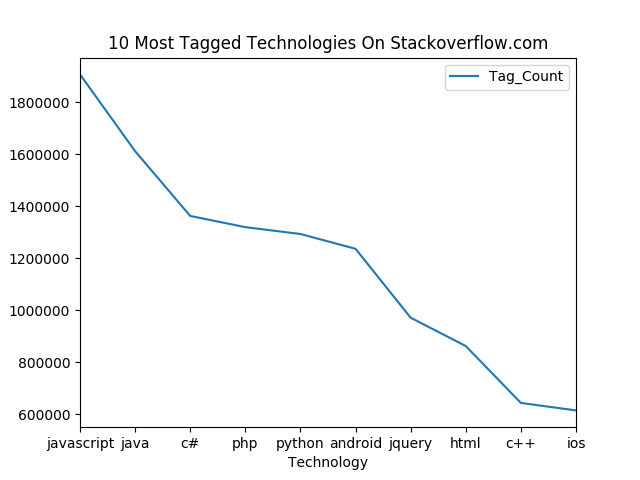 10 Most Tagged Technologies On Stackoverflow.com
Tag_Count
1800000
1600000
1400000
1200000
1000000
800000
600000
javascript java c# php python android jquery html c++ ios
Technology